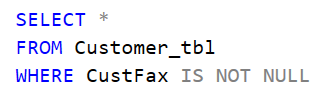 SELECT *
FROM Customer_tbl
WHERE CustFax IS NOT NULL